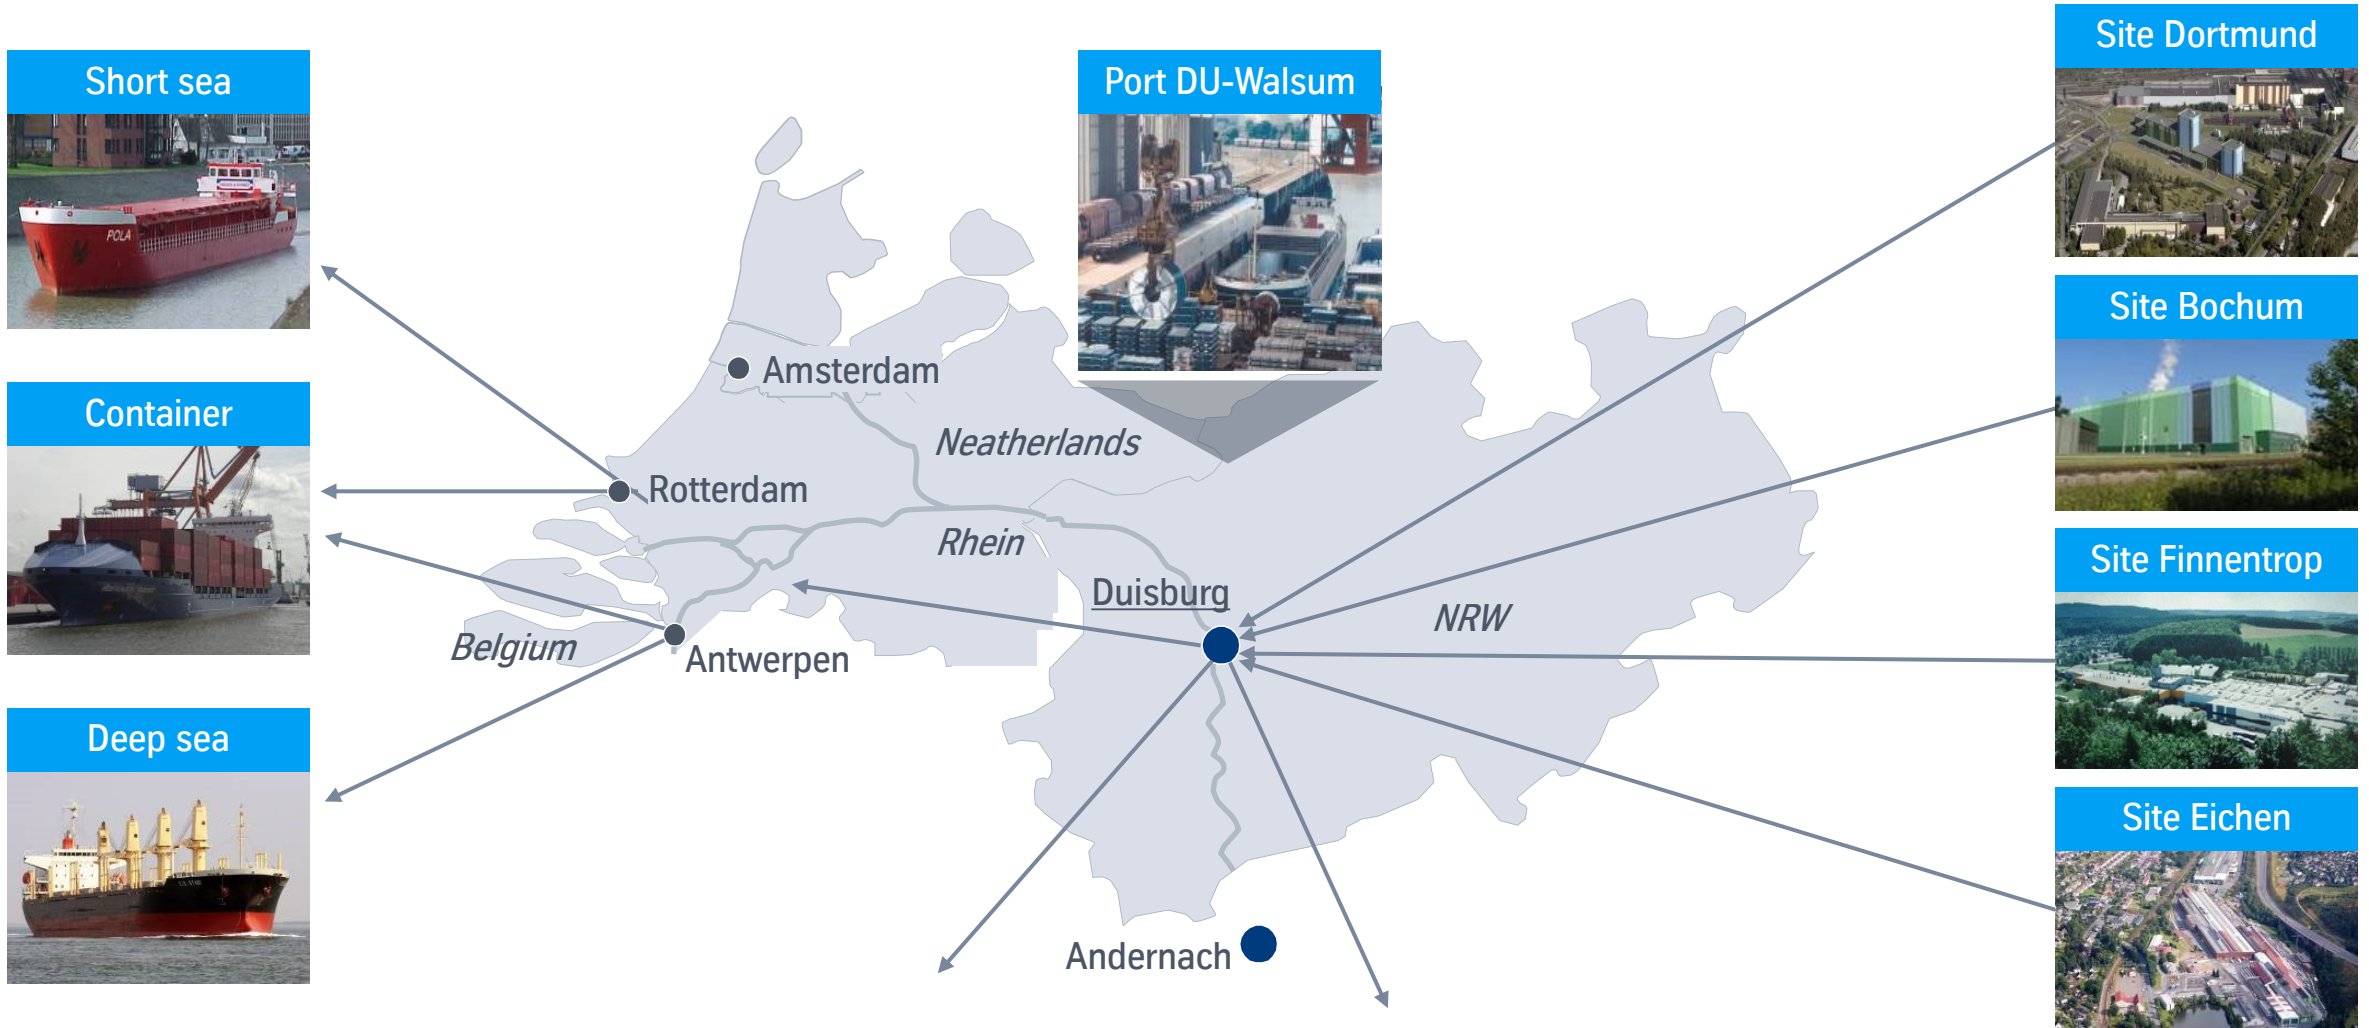 Short sea
POLA
Container
Deep sea
Port DU-Walsum
Amsterdam
Neatherlands
Rotterdam
Rhein
Duisburg
NRW
Belgium
Antwerpen
Andernach
Site Dortmund
Site Bochum
Site Finnentrop
Site Eichen